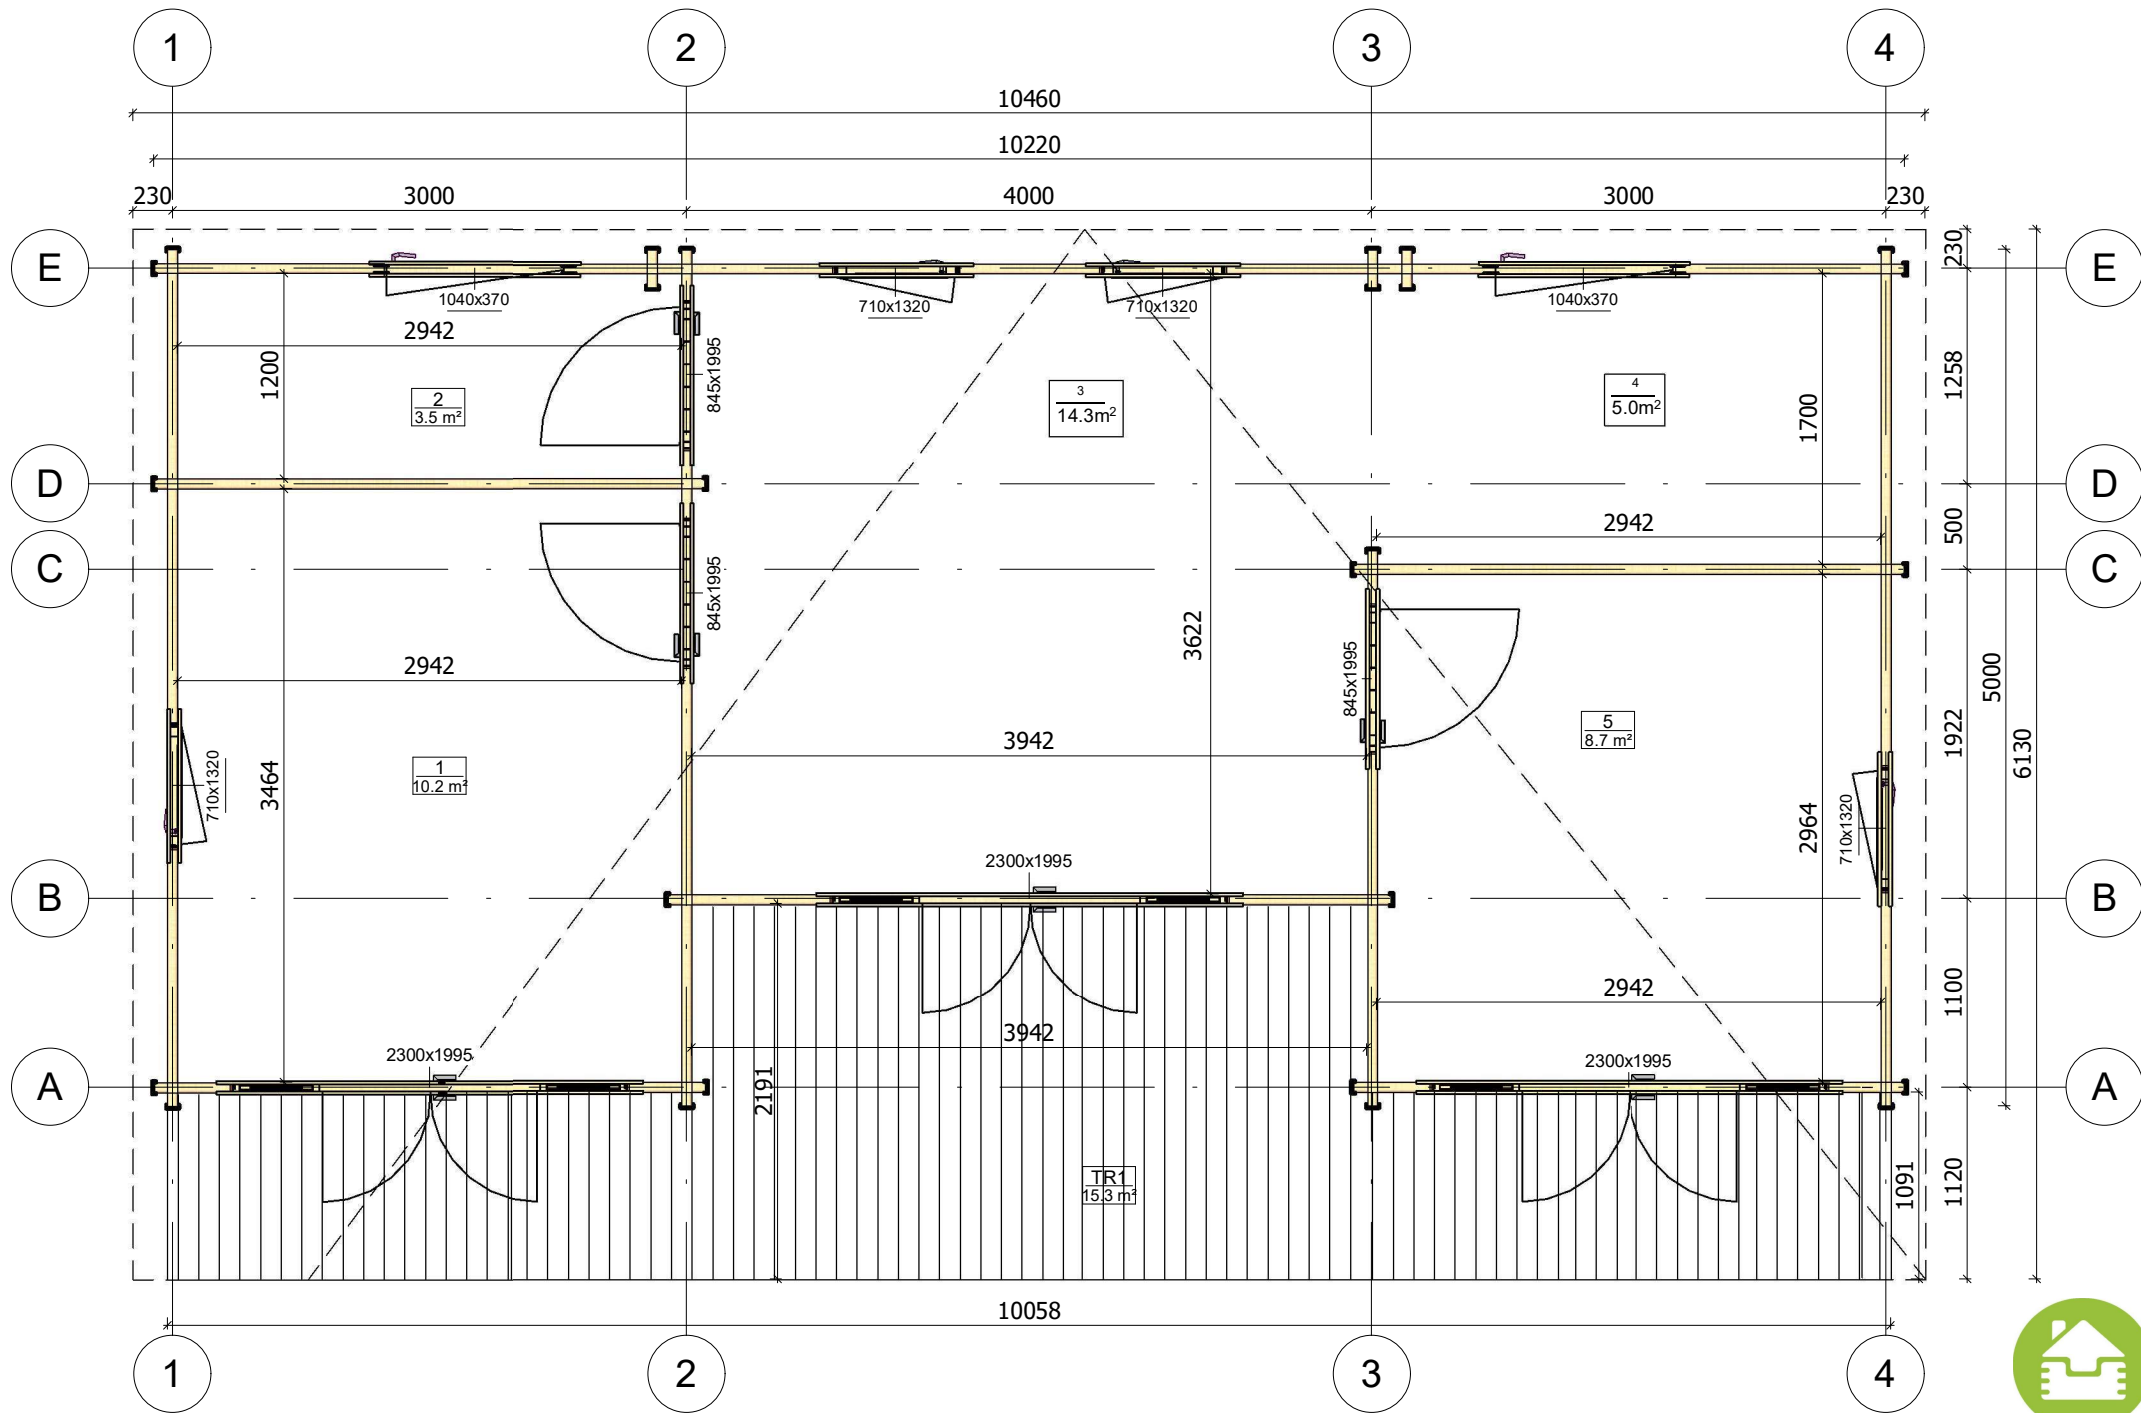 1 2 3 4
10460
10220
230 3000 4000 3000 230
E E
230
1040x370 710x1320 710x1320 1040x370
2942
1200
845x1995
2
3.5 m²
3
14.3m²
4
5.0m²
1700
1258
D D
500
2942
C C
845x1995
2942
3622
845x1995
5000
6130
1922
5
8.7 m²
3942
710x1320
3464
1
10.2 m²
2964
710x1320
2300x1995
B B
2942
1100
3942
2300x1995
2300x1995
A A
2191
TR1
15.3 m²
1091
1120
10058
1 2 3 4